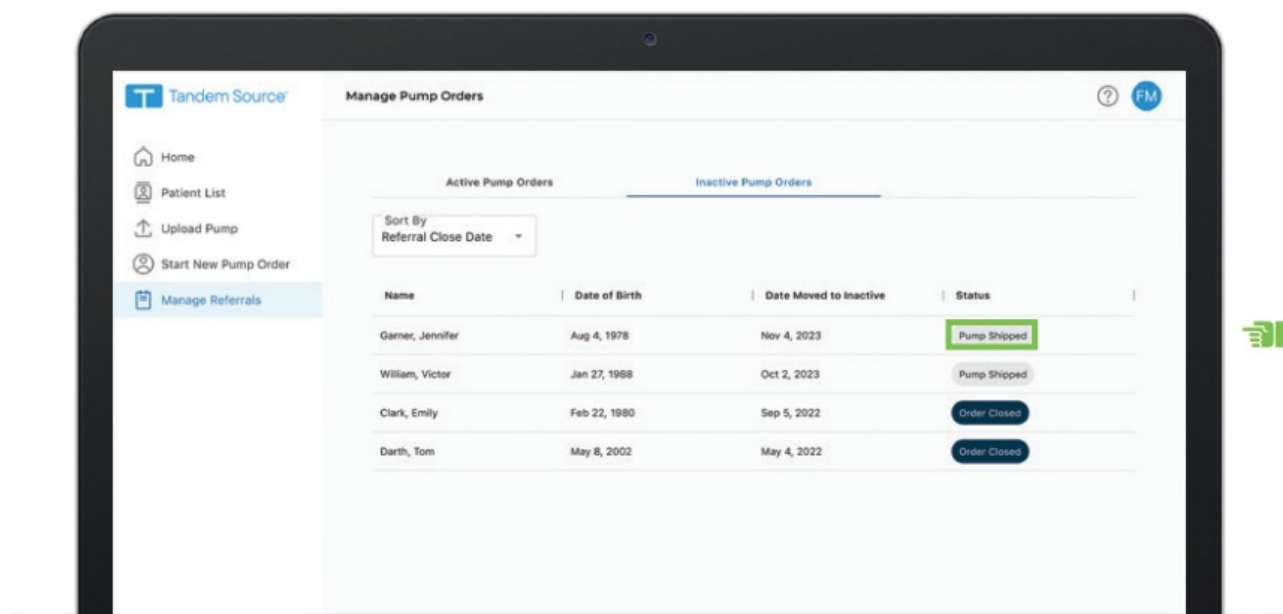 Tandem Source
Manage Pump Orders
FM
Home
Patient List
Upload Pump
Start New Pump Order
Manage Referrals
Active Pump Orders
Inactive Pump Orders
Sort By
Referral Close Date
Name | Date of Birth | Date Moved to Inactive | Status |
Garner, Jennifer Aug 4, 1978 Nov 4, 2023 Pump Shipped
William, Victor Jan 27, 1988 Oct 2, 2023 Pump Shipped
Clark, Emily Feb 22, 1980 Sep 5, 2022 Order Closed
Darth, Tom May 8, 2002 May 4, 2022 Order Closed